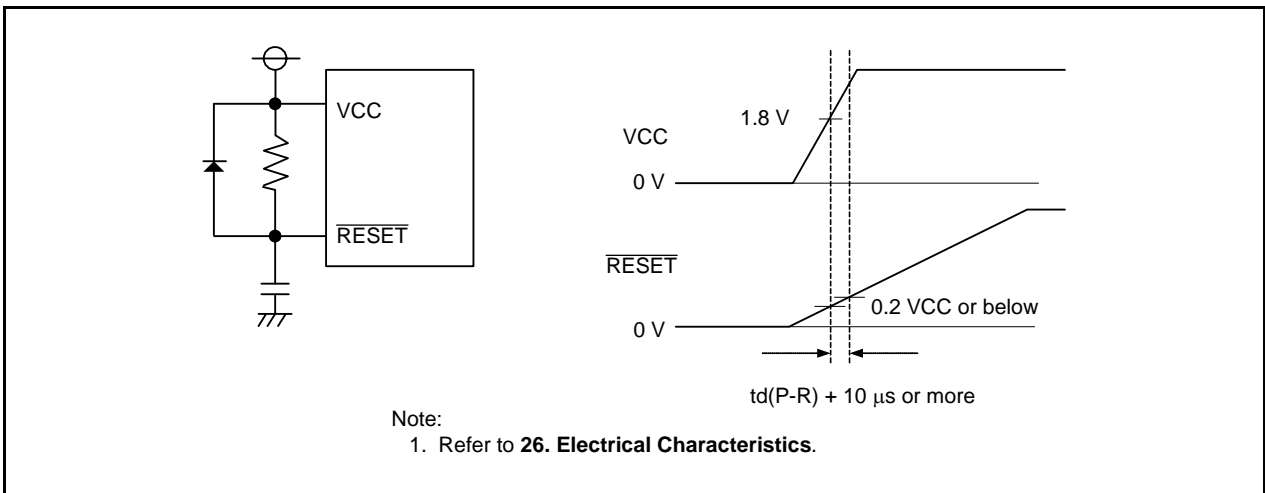 VCC
RESET
VCC
1.8 V
0 V
RESET
0.2 VCC or below
0 V
td(P-R) + 10 μs or more
Note:
1. Refer to 26. Electrical Characteristics.